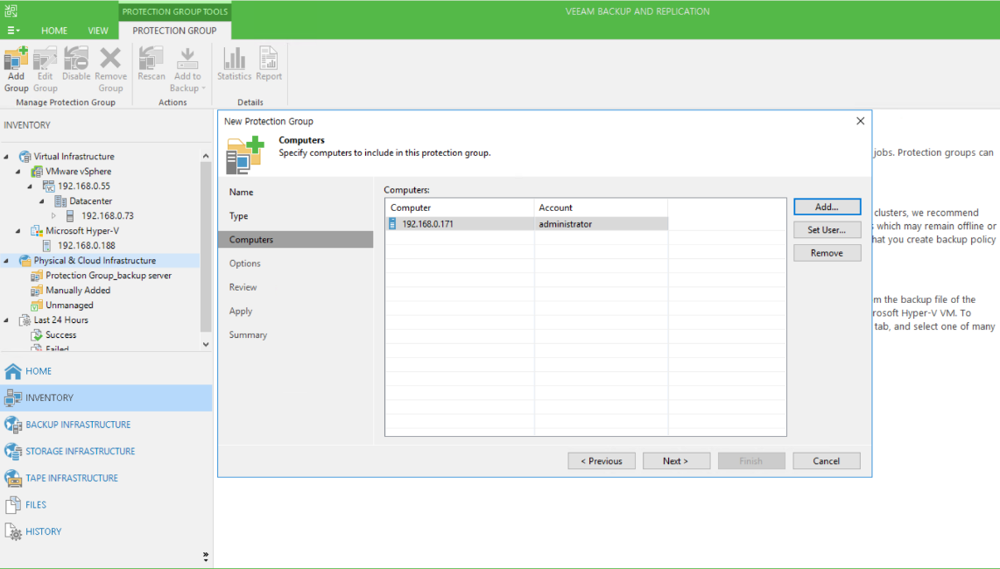 PROTECTION GROUP TOOLS
VEEAM BACKUP AND REPLICATION
HOME VIEW PROTECTION GROUP
Add Group
Edit Group
Disable
Remove Group
Rescan
Add to Backup
Statistics
Report
Manage Protection Group
Actions
Details
INVENTORY
Virtual Infrastructure
VMware vSphere
192.168.0.55
Datacenter
192.168.0.73
Microsoft Hyper-V
192.168.0.188
Physical & Cloud Infrastructure
Protection Group_backup server
Manually Added
Unmanaged
Last 24 Hours
Success
Failed
HOME
INVENTORY
BACKUP INFRASTRUCTURE
STORAGE INFRASTRUCTURE
TAPE INFRASTRUCTURE
FILES
HISTORY
New Protection Group
Computers
Specify computers to include in this protection group.
Name
Type
Computers
Options
Review
Apply
Summary
Computers:
Computer Account
192.168.0.171 administrator
Add...
Set User...
Remove
< Previous
Next >
Finish
Cancel
jobs. Protection groups can
clusters, we recommend
which may remain offline or
hat you create backup policy
m the backup file of the
rosoft Hyper-V VM. To
tab, and select one of many